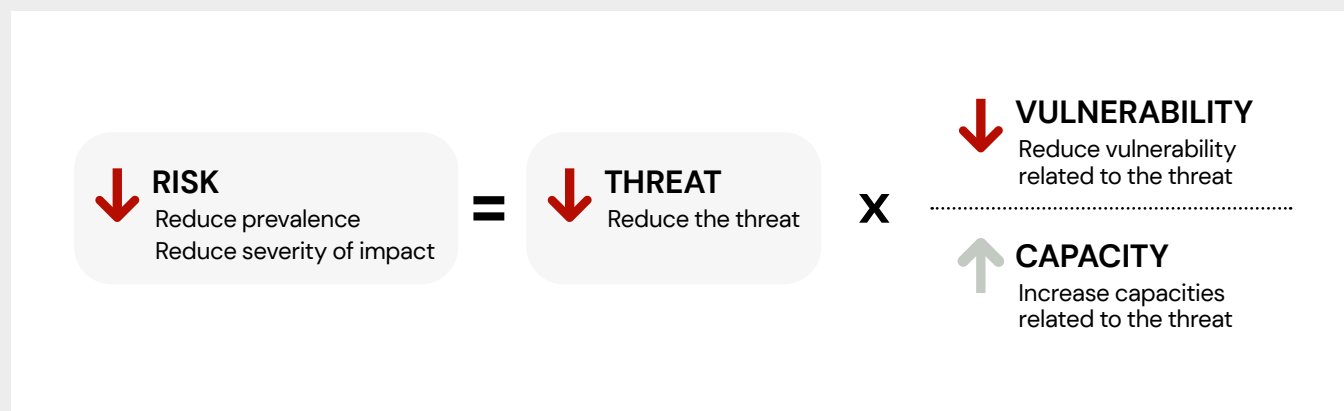 RISK
Reduce prevalence
Reduce severity of impact
=
THREAT
Reduce the threat
x
VULNERABILITY
Reduce vulnerability
related to the threat
CAPACITY
Increase capacities
related to the threat